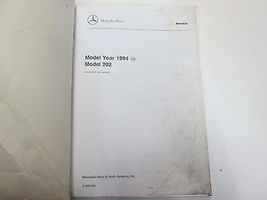 Mercedes-Benz
Service
Model Year 1994
Model 202
Mercedes-Benz of North America, Inc.